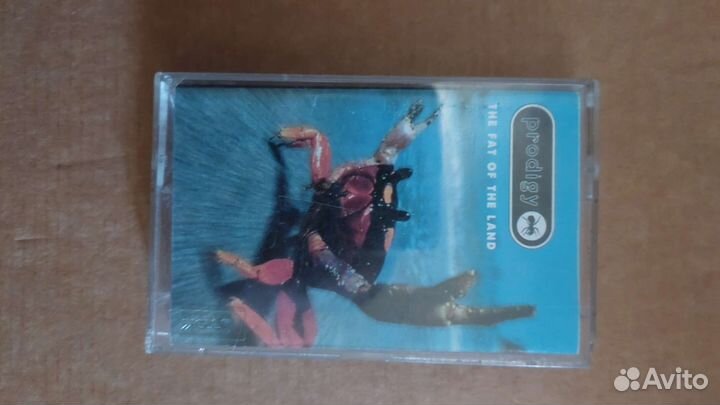 prodigy
THE FAT OF THE LAND
Avito